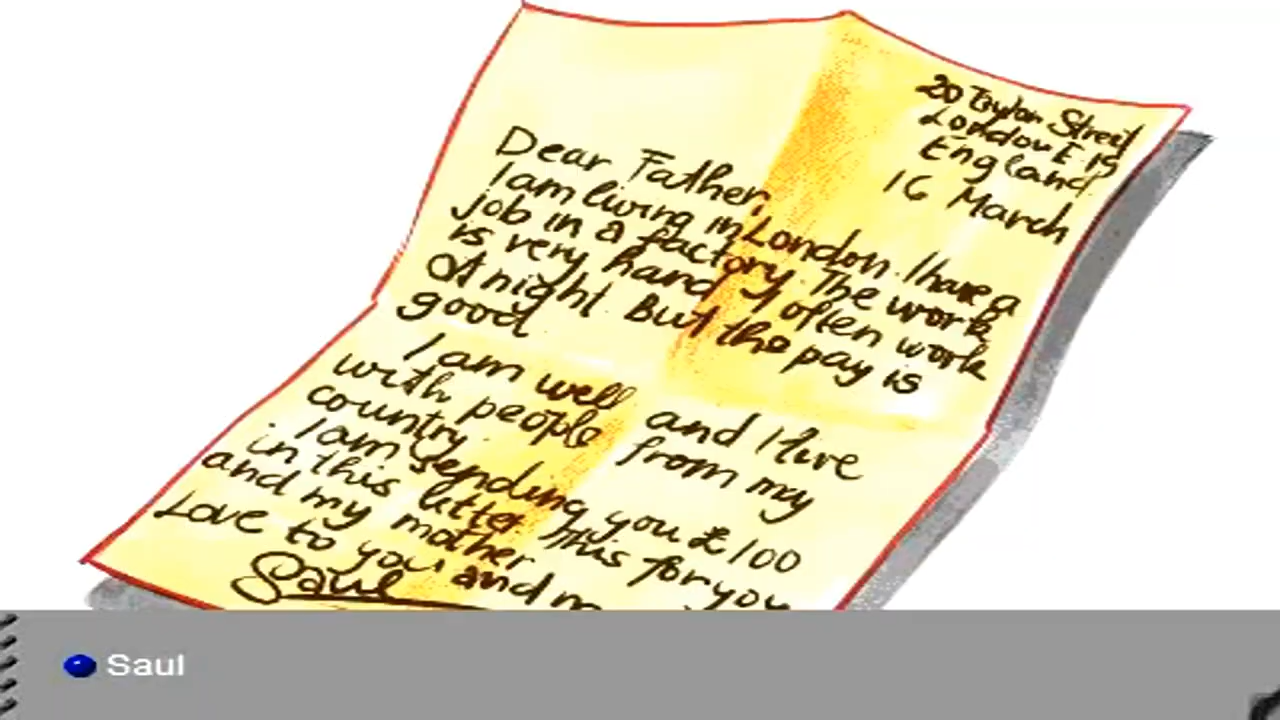 20 Taylor Street
London E 15
England
16 March
Dear Father,
I am living in London. I have a
job in a factory. The work
is very hard I often work
at night. But the pay is
good
I am well and I live
with people from my
country.
I am sending you £100
in this letter. This for you
and my mother
Love to you and
Saul
Saul